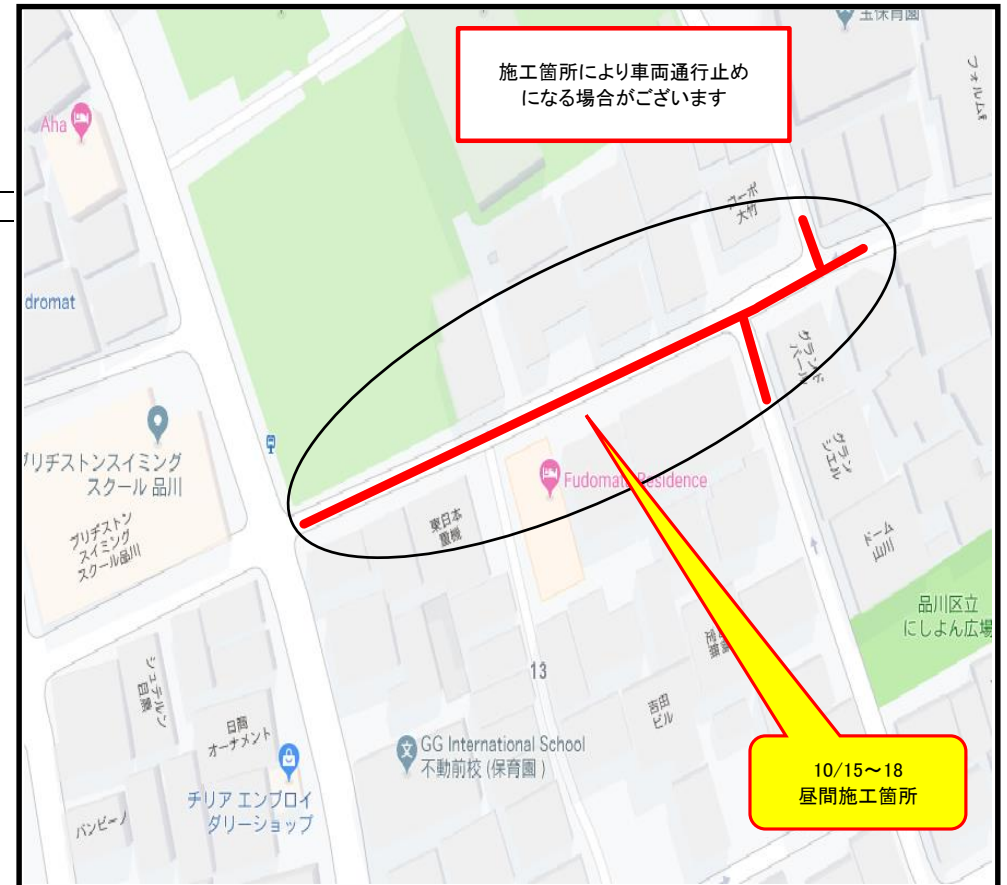 玉保育園
施工箇所により車両通行止め
になる場合がございます
Aha
コーポ
大竹
dromat
グランド
パール
リヂストンスイミング
スクール 品川
ブリヂストン
スイミング
スクール品川
グラン
シエル
Fudomae Residence
東日本
電機
ドーム
品川区立
にしよん広場
13
吉田
ビル
日商
オーナメント
GG International School
不動前校 (保育園)
10/15～18
昼間施工箇所
チリア エンブロイ
ダリーショップ
バンビーノ